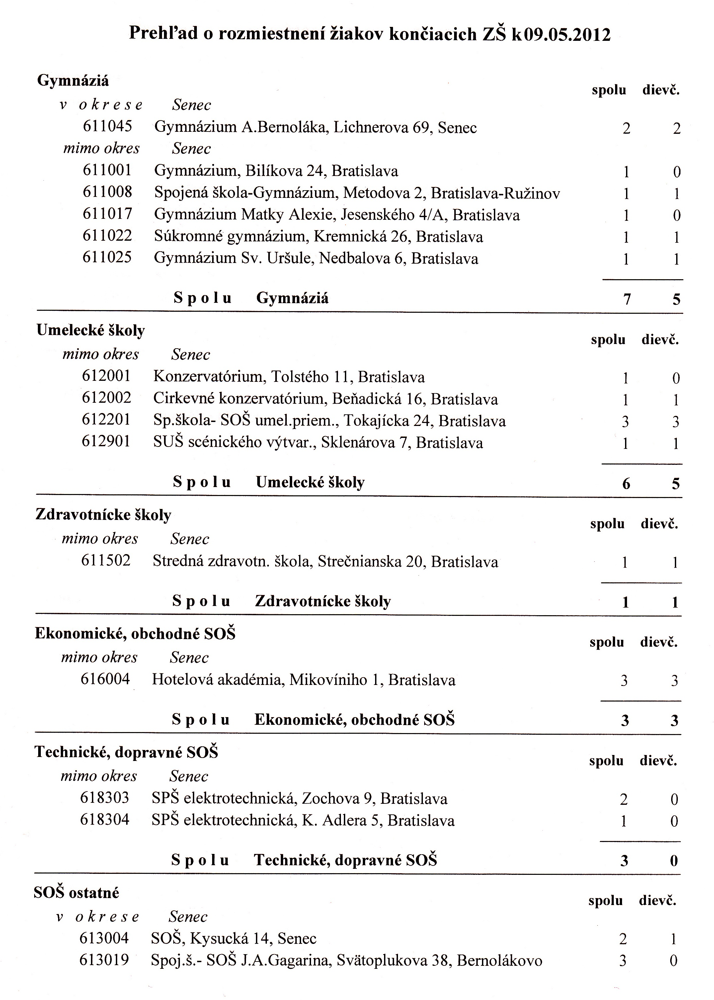 Prehľad o rozmiestnení žiakov končiacich ZŠ k 09.05.2012
Gymnáziá spolu dievč.
v okrese Senec
611045 Gymnázium A.Bernoláka, Lichnerova 69, Senec 2 2
mimo okres Senec
611001 Gymnázium, Bilíkova 24, Bratislava 1 0
611008 Spojená škola-Gymnázium, Metodova 2, Bratislava-Ružinov 1 1
611017 Gymnázium Matky Alexie, Jesenského 4/A, Bratislava 1 0
611022 Súkromné gymnázium, Kremnická 26, Bratislava 1 1
611025 Gymnázium Sv. Uršule, Nedbalova 6, Bratislava 1 1
Spolu Gymnáziá 7 5
Umelecké školy spolu dievč.
mimo okres Senec
612001 Konzervatórium, Tolstého 11, Bratislava 1 0
612002 Cirkevné konzervatórium, Beňadická 16, Bratislava 1 1
612201 Sp.škola- SOŠ umel.priem., Tokajícka 24, Bratislava 3 3
612901 SUŠ scénického výtvar., Sklenárova 7, Bratislava 1 1
Spolu Umelecké školy 6 5
Zdravotnícke školy spolu dievč.
mimo okres Senec
611502 Stredná zdravotn. škola, Strečnianska 20, Bratislava 1 1
Spolu Zdravotnícke školy 1 1
Ekonomické, obchodné SOŠ spolu dievč.
mimo okres Senec
616004 Hotelová akadémia, Mikovíniho 1, Bratislava 3 3
Spolu Ekonomické, obchodné SOŠ 3 3
Technické, dopravné SOŠ spolu dievč.
mimo okres Senec
618303 SPŠ elektrotechnická, Zochova 9, Bratislava 2 0
618304 SPŠ elektrotechnická, K. Adlera 5, Bratislava 1 0
Spolu Technické, dopravné SOŠ 3 0
SOŠ ostatné spolu dievč.
v okrese Senec
613004 SOŠ, Kysucká 14, Senec 2 1
613019 Spoj.š.- SOŠ J.A.Gagarina, Svätoplukova 38, Bernolákovo 3 0